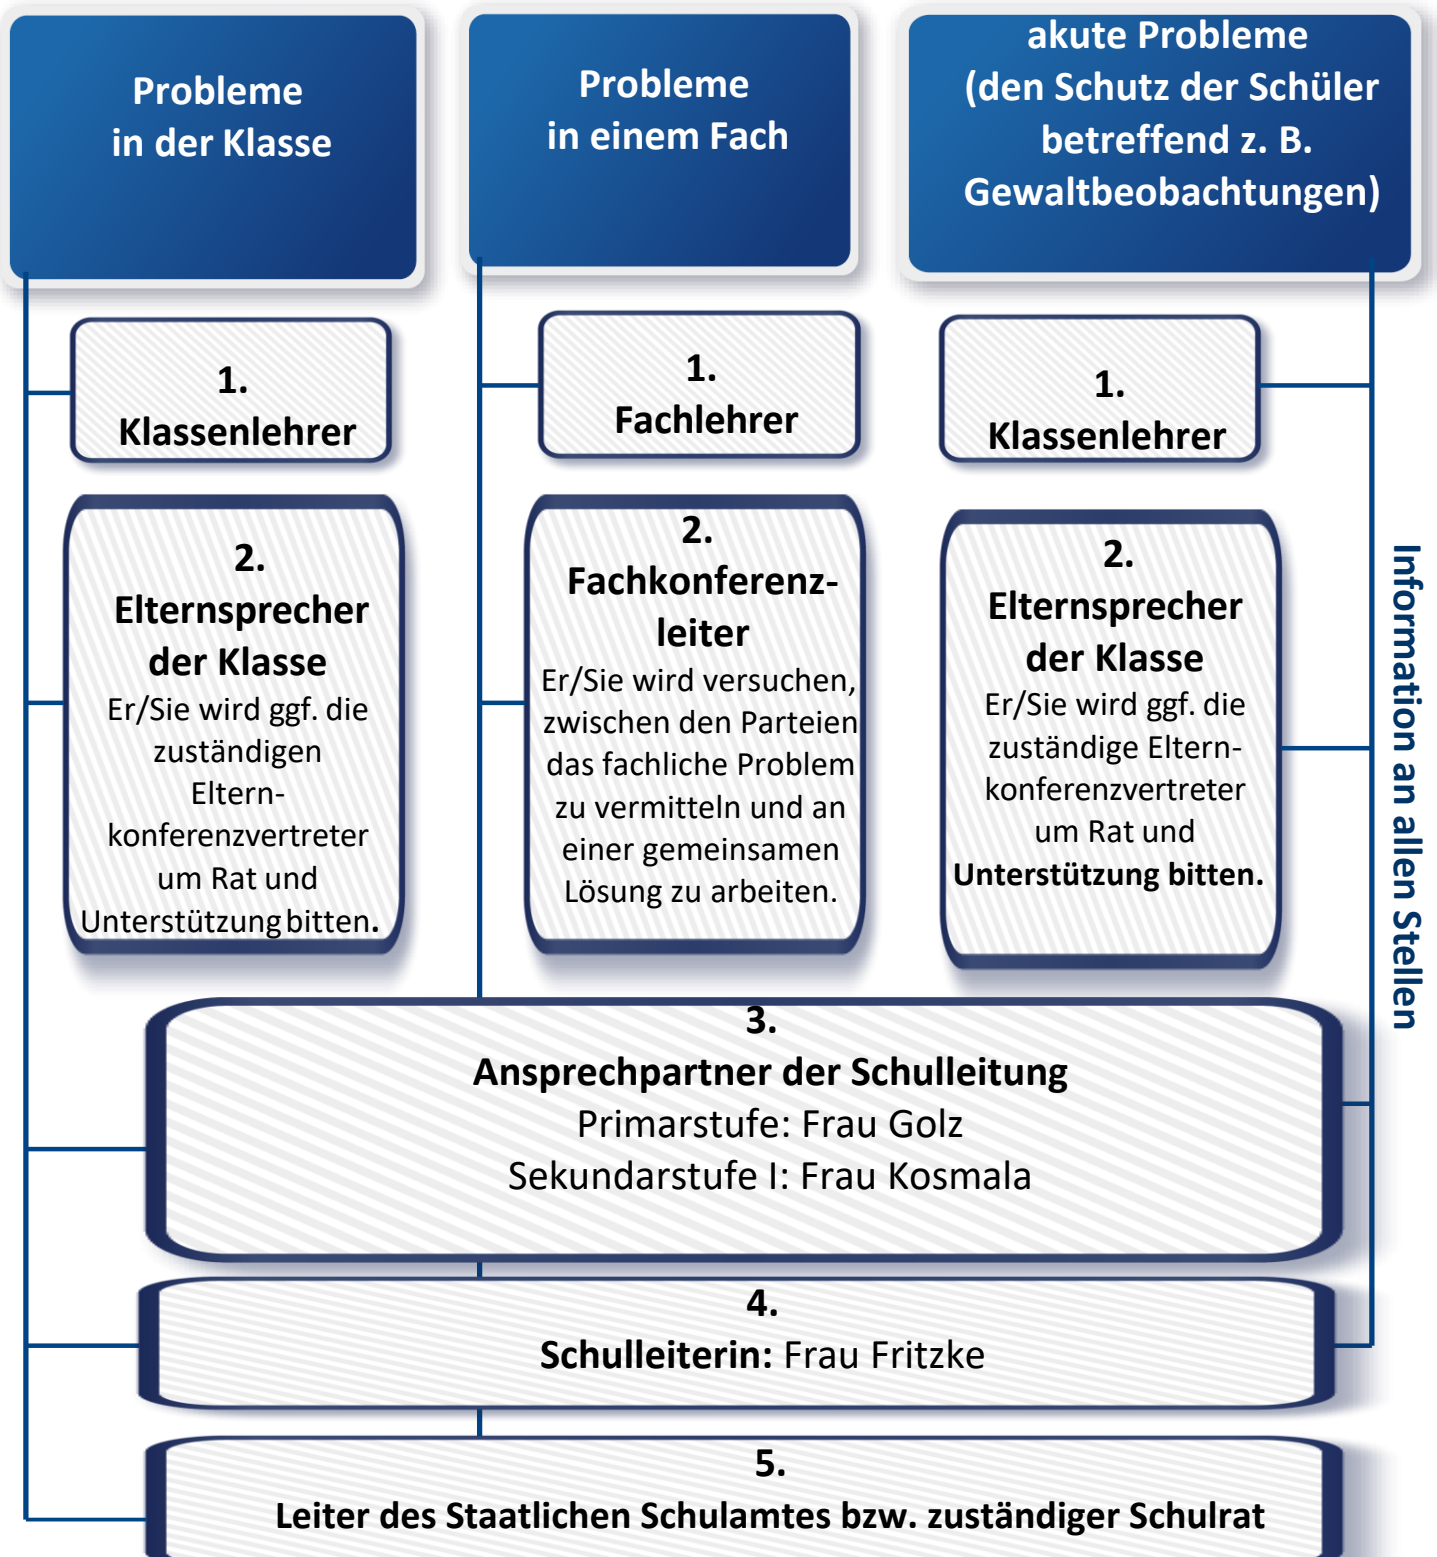 Probleme
in der Klasse
1.
Klassenlehrer
2.
Elternsprecher
der Klasse
Er/Sie wird ggf. die
zuständigen
Eltern-
konferenzvertreter
um Rat und
Unterstützung bitten.
Probleme
in einem Fach
1.
Fachlehrer
2.
Fachkonferenz-
leiter
Er/Sie wird versuchen,
zwischen den Parteien
das fachliche Problem
zu vermitteln und an
einer gemeinsamen
Lösung zu arbeiten.
akute Probleme
(den Schutz der Schüler
betreffend z. B.
Gewaltbeobachtungen)
1.
Klassenlehrer
2.
Elternsprecher
der Klasse
Er/Sie wird ggf. die
zuständige Eltern-
konferenzvertreter
um Rat und
Unterstützung bitten.
Information an allen Stellen
3.
Ansprechpartner der Schulleitung
Primarstufe: Frau Golz
Sekundarstufe I: Frau Kosmala
4.
Schulleiterin: Frau Fritzke
5.
Leiter des Staatlichen Schulamtes bzw. zuständiger Schulrat